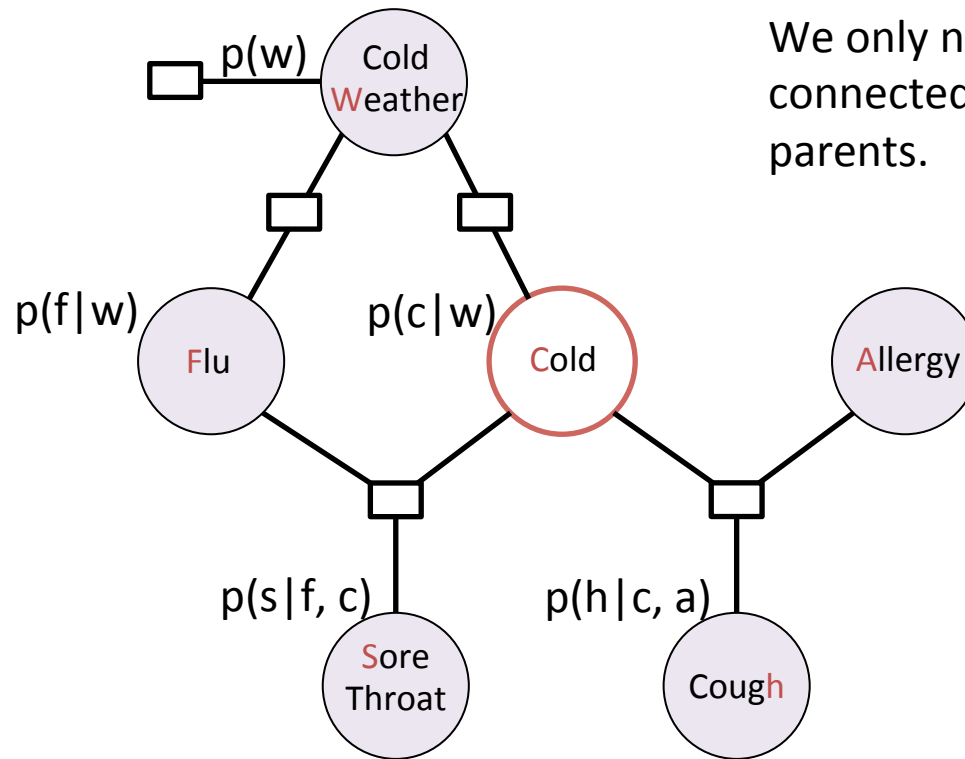 We only
connected
parents.
p(w)
Cold
Weather
p(f|w)
p(c|w)
Flu
Cold
Allergy
p(s|f, c)
p(h|c, a)
Sore
Throat
Cough